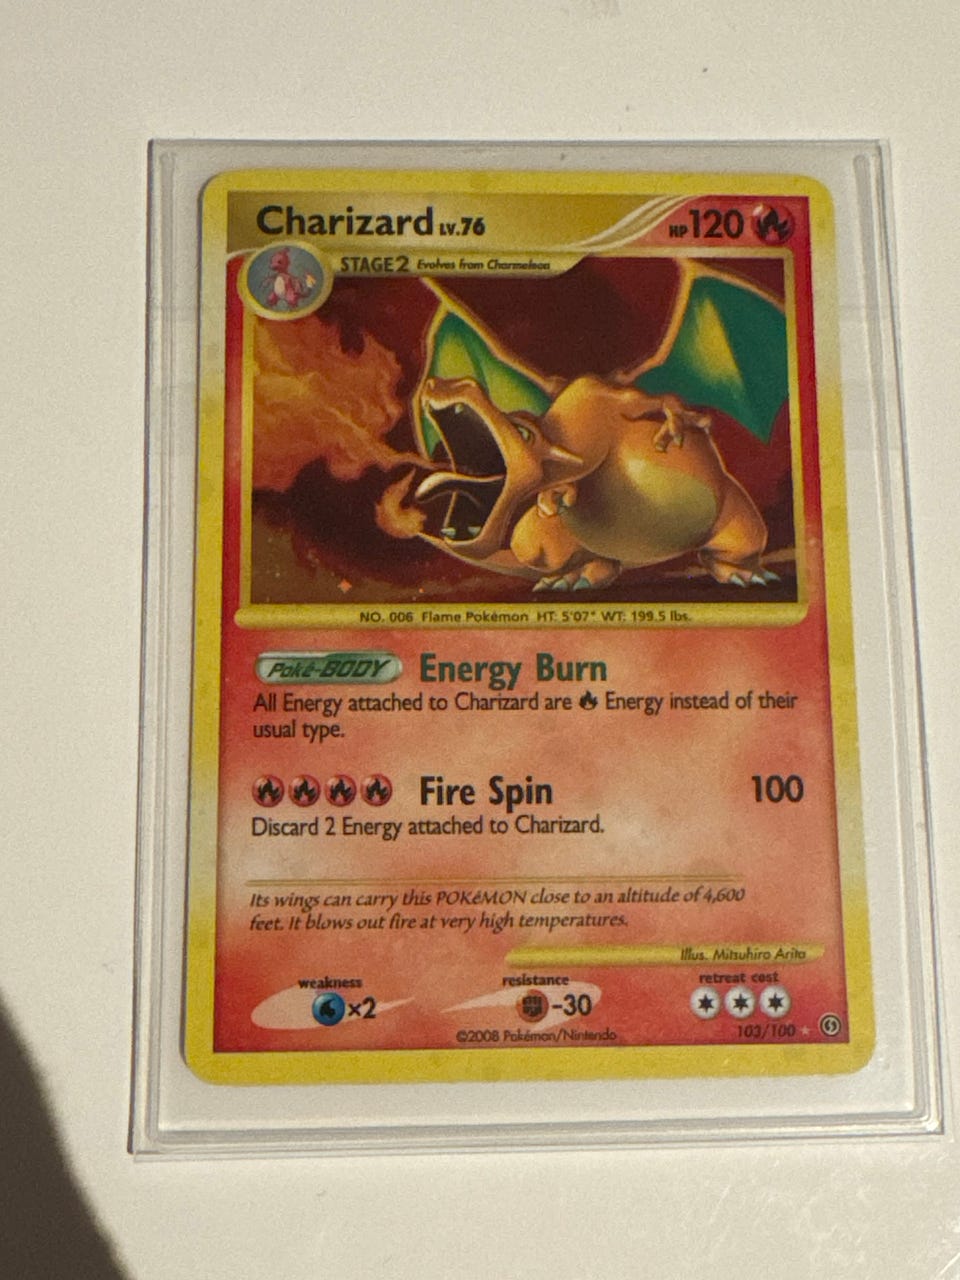 Charizard LV.76 HP 120
STAGE2 Evolves from Charmeleon
NO. 006 Flame Pokémon HT: 5'07" WT: 199.5 lbs.
Poké-BODY Energy Burn
All Energy attached to Charizard are Energy instead of their
usual type.
Fire Spin 100
Discard 2 Energy attached to Charizard.
Its wings can carry this POKéMON close to an altitude of 4,600
feet. It blows out fire at very high temperatures.
Illus. Mitsuhiro Arita
weakness resistance retreat cost
×2 -30
©2008 Pokémon/Nintendo 103/100